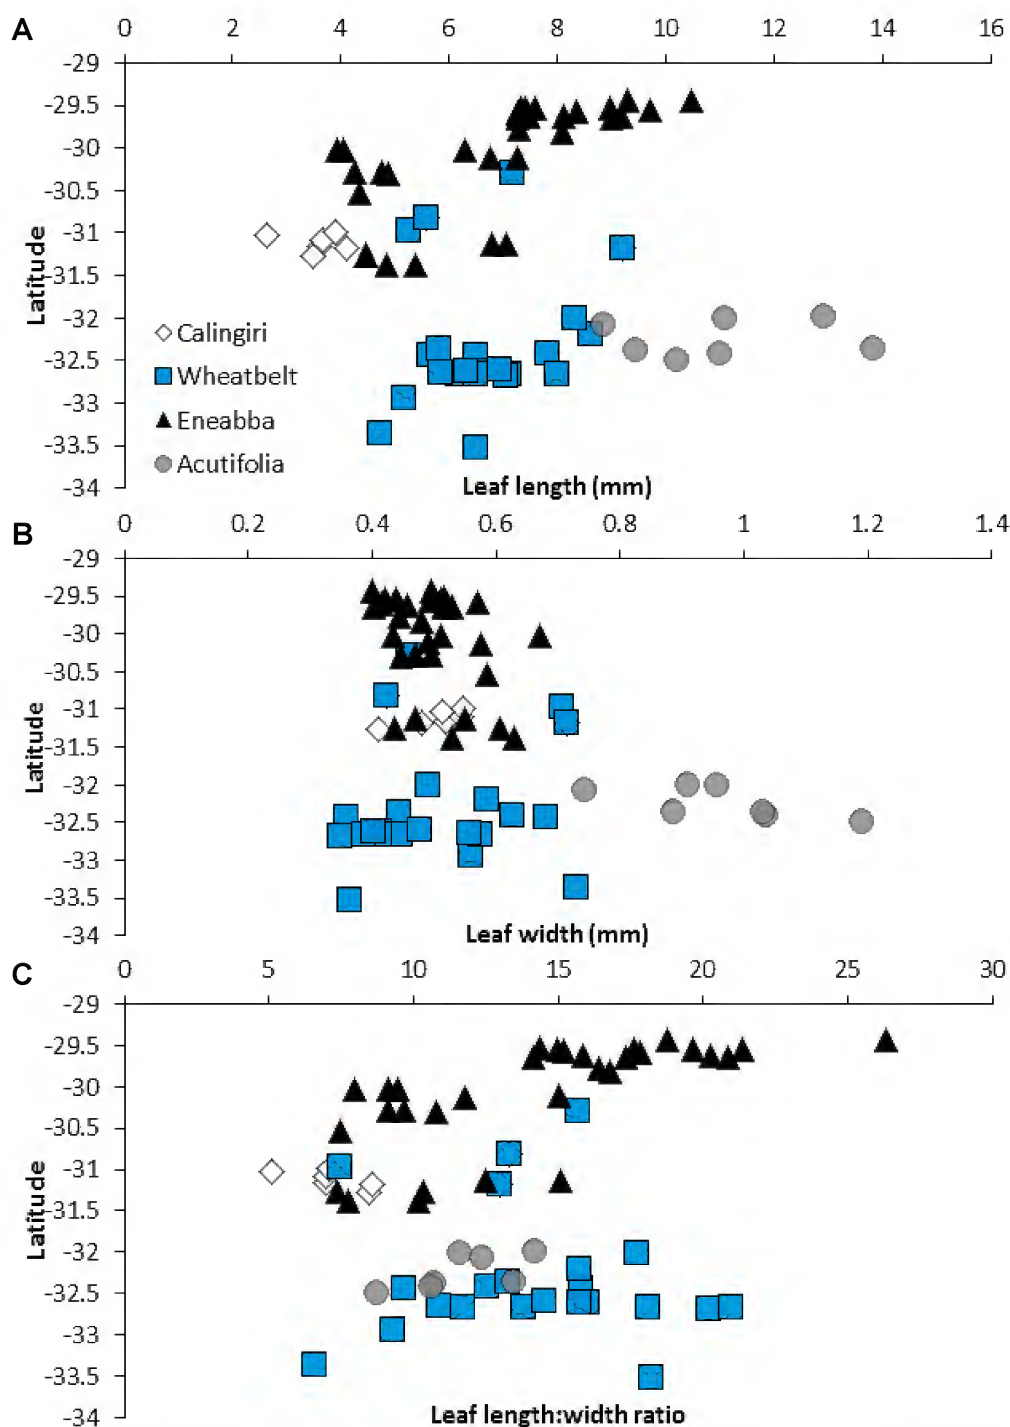 A
0 2 4 6 8 10 12 14 16
-29
-29.5
-30
-30.5
-31
-31.5
-32
-32.5
-33
-33.5
-34
Latitude
Calingiri
Wheatbelt
Eneabba
Acutifolia
Leaf length (mm)
B
0 0.2 0.4 0.6 0.8 1 1.2 1.4
-29
-29.5
-30
-30.5
-31
-31.5
-32
-32.5
-33
-33.5
-34
Latitude
Leaf width (mm)
C
0 5 10 15 20 25 30
-29
-29.5
-30
-30.5
-31
-31.5
-32
-32.5
-33
-33.5
-34
Latitude
Leaf length:width ratio